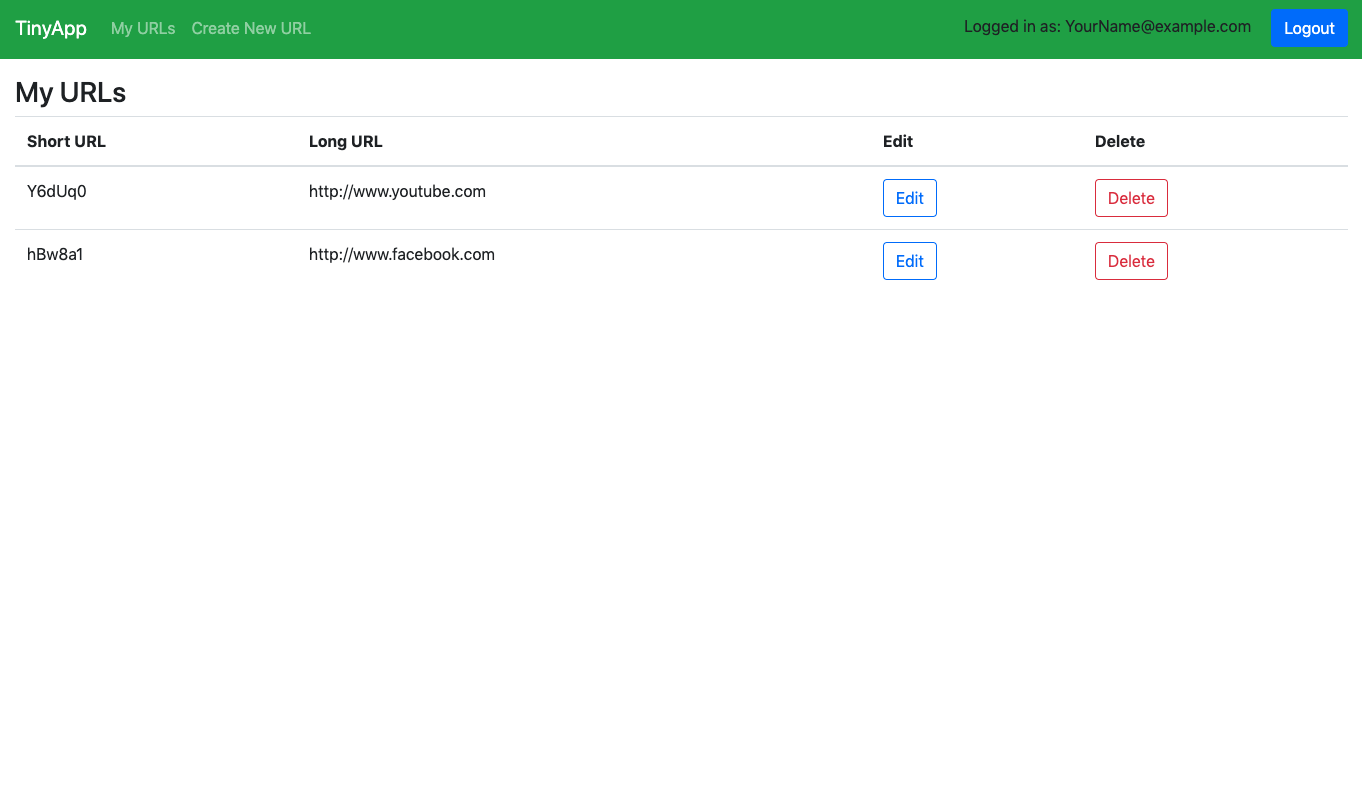 TinyApp My URLs Create New URL Logged in as: YourName@example.com Logout
My URLs
Short URL Long URL Edit Delete
Y6dUq0 http://www.youtube.com Edit Delete
hBw8a1 http://www.facebook.com Edit Delete